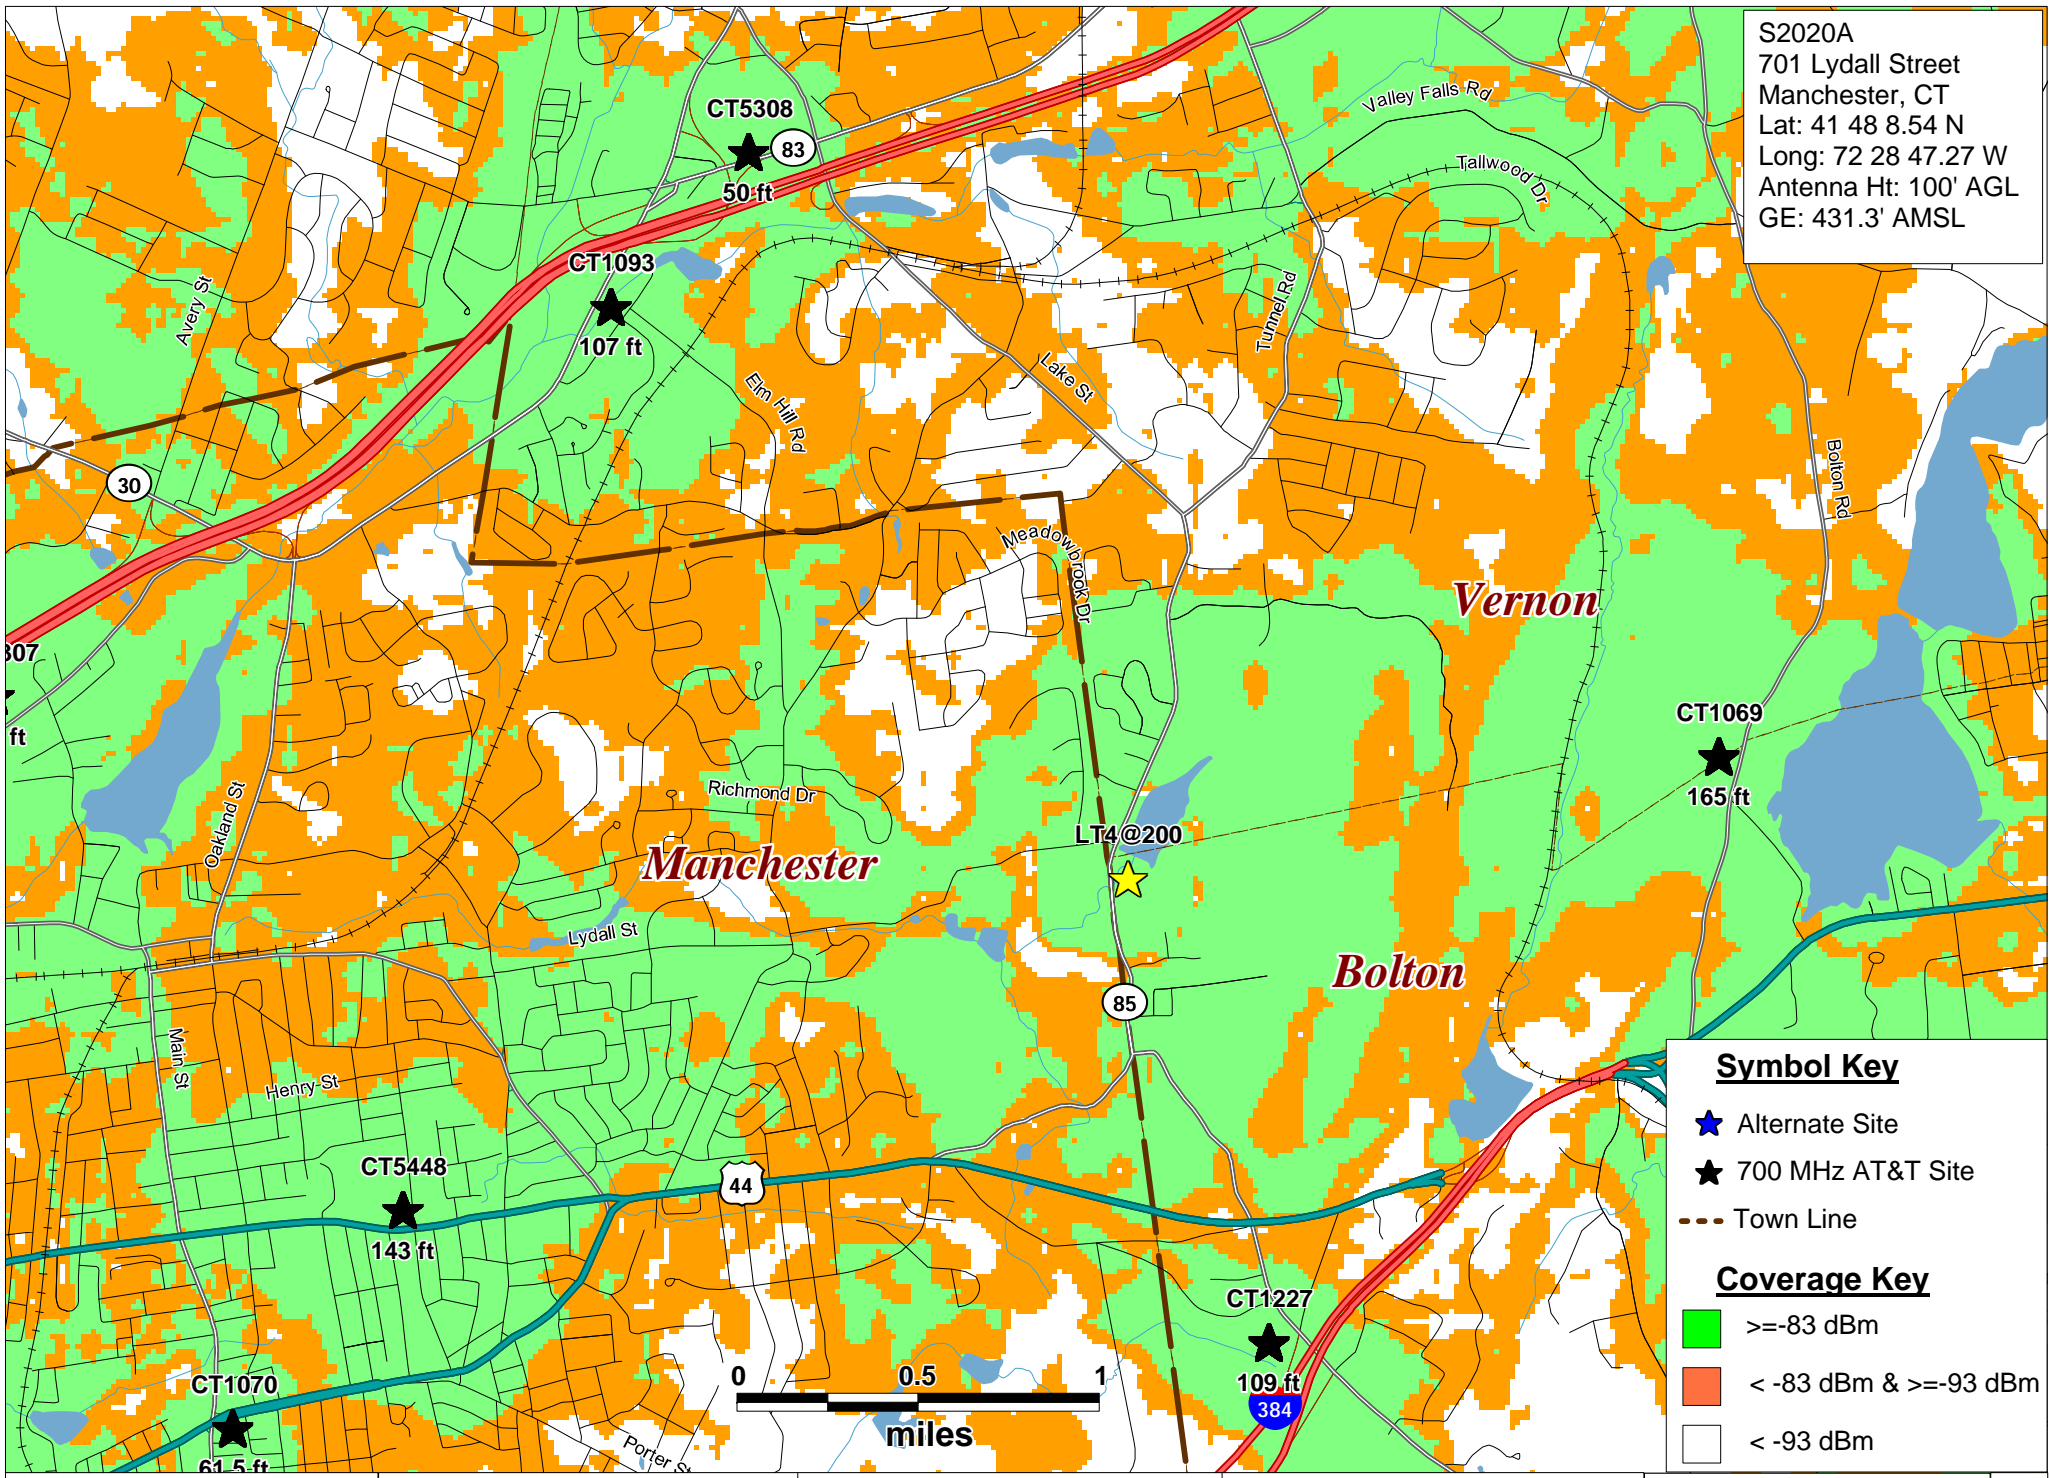 S2020A
701 Lydall Street
Manchester, CT
Lat: 41 48 8.54 N
Long: 72 28 47.27 W
Antenna Ht: 100' AGL
GE: 431.3' AMSL
CT5308
83
50 ft
Valley Falls Rd
Tallwood Dr
CT1093
107 ft
Avery St
Tunnel Rd
Lake St
Elm Hill Rd
Bolton Rd
30
Meadowbrook Dr
Vernon
307
ft
CT1069
165 ft
Oakland St
Richmond Dr
LT4@200
Manchester
Lydall St
Bolton
85
Main St
Henry St
CT5448
143 ft
44
CT1227
109 ft
384
CT1070
61.5 ft
Porter St
0 0.5 1
miles
Symbol Key
Alternate Site
700 MHz AT&T Site
Town Line
Coverage Key
>=-83 dBm
< -83 dBm & >=-93 dBm
< -93 dBm